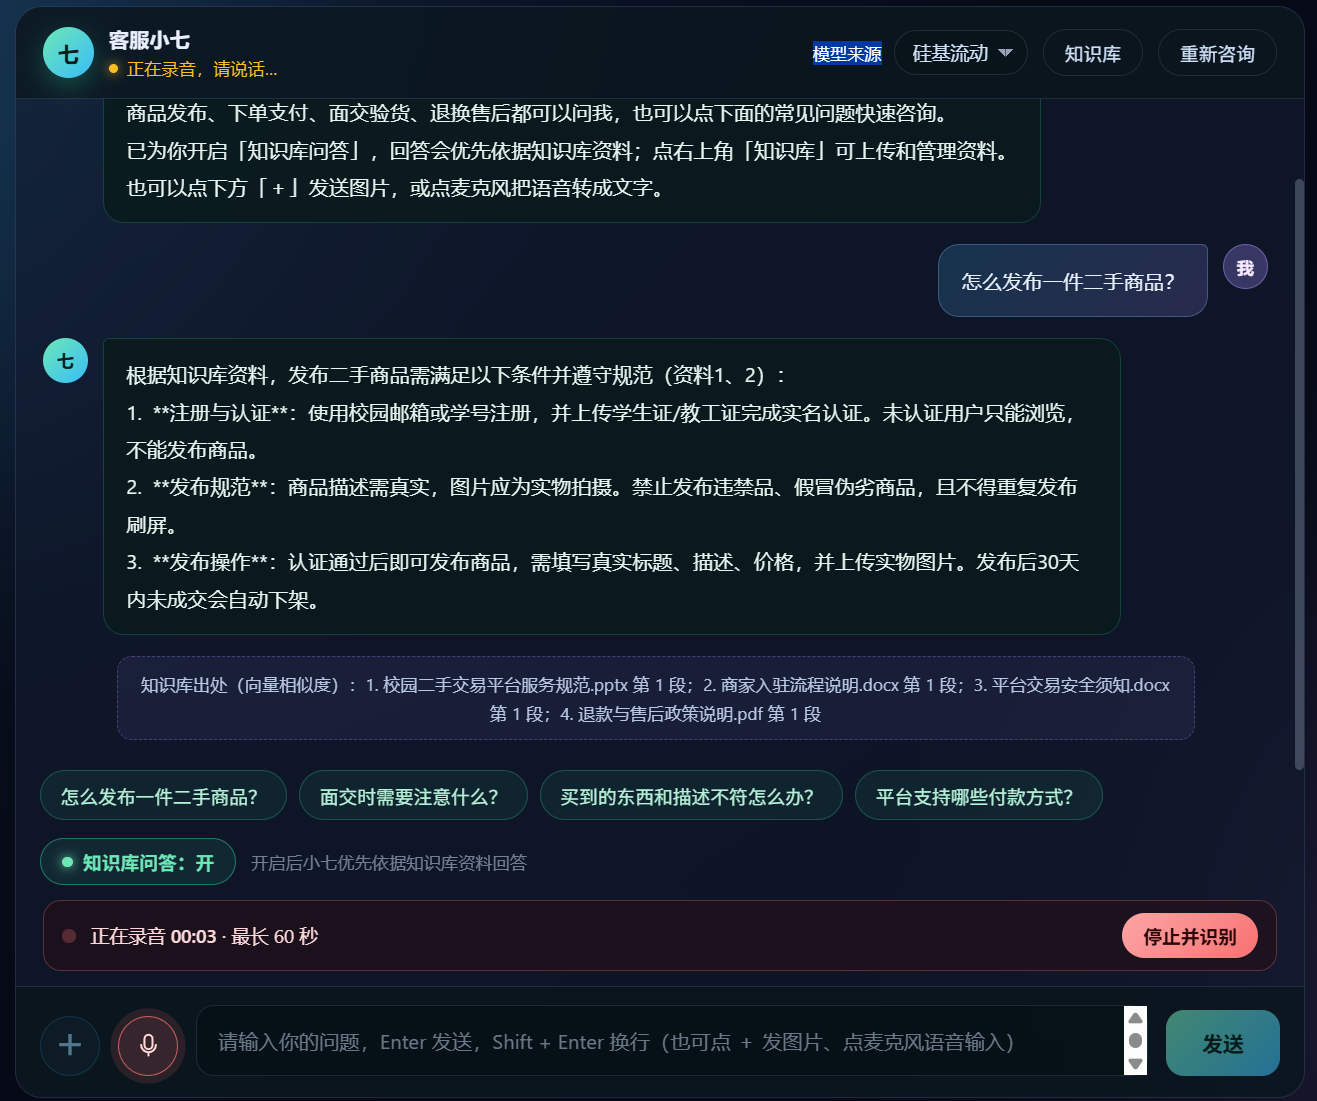 七
客服小七
正在录音，请说话...
模型来源
硅基流动
知识库
重新咨询
商品发布、下单支付、面交验货、退换售后都可以问我，也可以点下面的常见问题快速咨询。
已为你开启「知识库问答」，回答会优先依据知识库资料；点右上角「知识库」可上传和管理资料。
也可以点下方「 + 」发送图片，或点麦克风把语音转成文字。
怎么发布一件二手商品？
我
七
根据知识库资料，发布二手商品需满足以下条件并遵守规范（资料1、2）：
1. **注册与认证**：使用校园邮箱或学号注册，并上传学生证/教工证完成实名认证。未认证用户只能浏览，
不能发布商品。
2. **发布规范**：商品描述需真实，图片应为实物拍摄。禁止发布违禁品、假冒伪劣商品，且不得重复发布
刷屏。
3. **发布操作**：认证通过后即可发布商品，需填写真实标题、描述、价格，并上传实物图片。发布后30天
内未成交会自动下架。
知识库出处（向量相似度）：1. 校园二手交易平台服务规范.pptx 第 1 段；2. 商家入驻流程说明.docx 第 1 段；3. 平台交易安全须知.docx
第 1 段；4. 退款与售后政策说明.pdf 第 1 段
怎么发布一件二手商品？
面交时需要注意什么？
买到的东西和描述不符怎么办？
平台支持哪些付款方式？
知识库问答：开
开启后小七优先依据知识库资料回答
正在录音 00:03 · 最长 60 秒
停止并识别
请输入你的问题，Enter 发送，Shift + Enter 换行（也可点 + 发图片、点麦克风语音输入）
发送